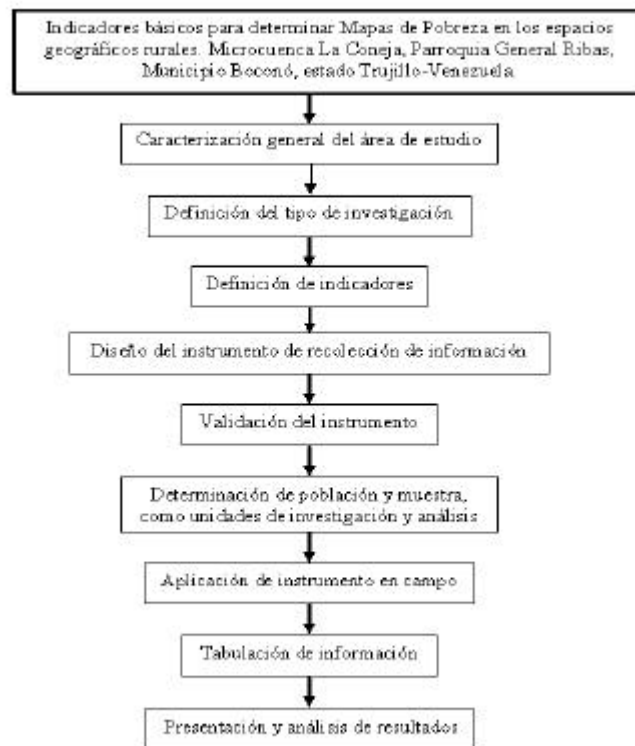 Indicadores básicos para determinar Mapas de Pobreza en los espacios
geográficos rurales. Microcuenca La Coneja, Parroquia General Ribas,
Municipio Boconó, estado Trujillo-Venezuela
Caracterización general del área de estudio
Definición del tipo de investigación
Definición de indicadores
Diseño del instrumento de recolección de información
Validación del instrumento
Determinación de población y muestra,
como unidades de investigación y análisis
Aplicación de instrumento en campo
Tabulación de información
Presentación y análisis de resultados